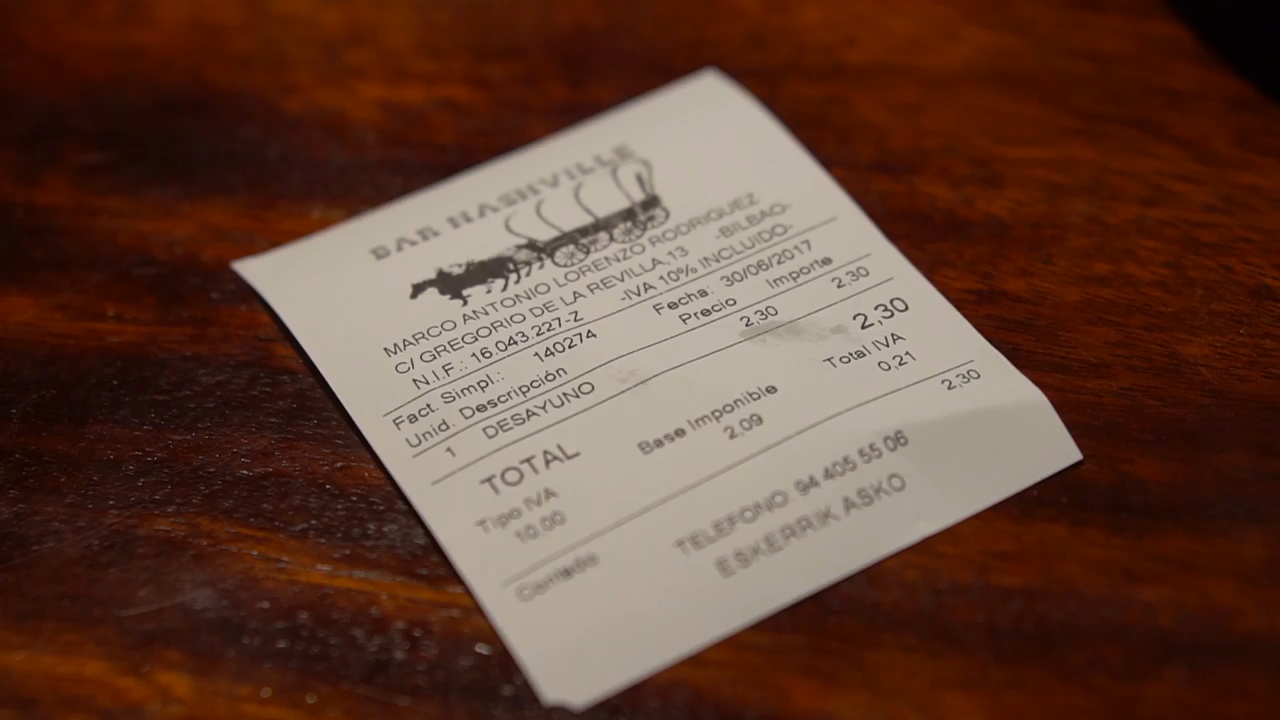 BAR NASHVILLE
MARCO ANTONIO LORENZO RODRIGUEZ
C/ GREGORIO DE LA REVILLA,13 -BILBAO-
N.I.F.: 16.043.227-Z -IVA 10% INCLUIDO-
Fact. Simpl.: 140274 Fecha: 30/06/2017
Unid. Descripción Precio Importe
1 DESAYUNO 2,30 2,30
TOTAL 2,30
Tipo IVA Base Imponible Total IVA
10.00 2,09 0,21
Contado 2,30
TELEFONO 94 405 55 06
ESKERRIK ASKO